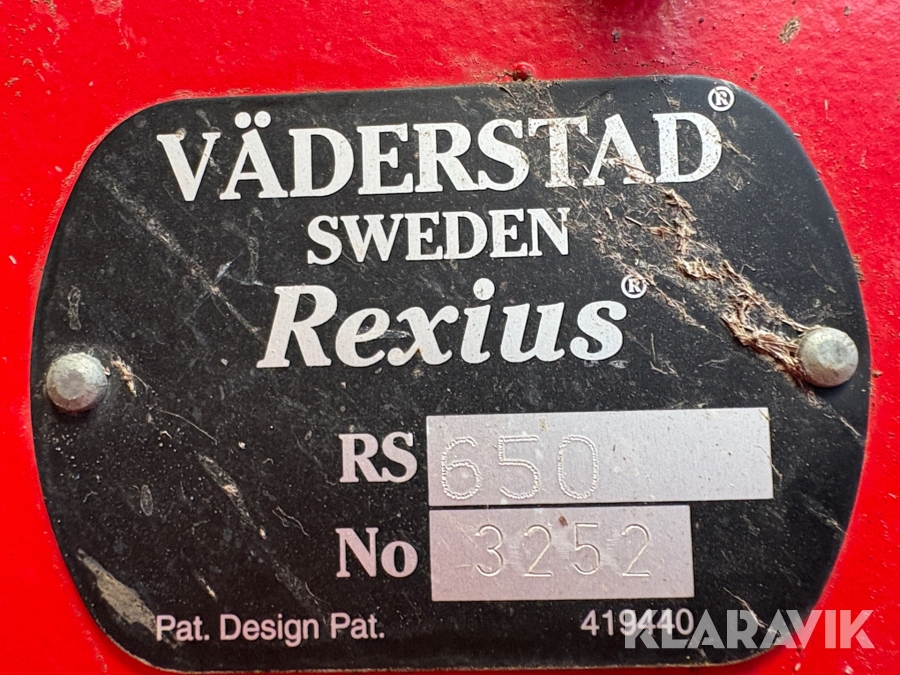 VÄDERSTAD®
SWEDEN
Rexius®
RS 650
No 3252
Pat. Design Pat. 419440
KLARAVIK